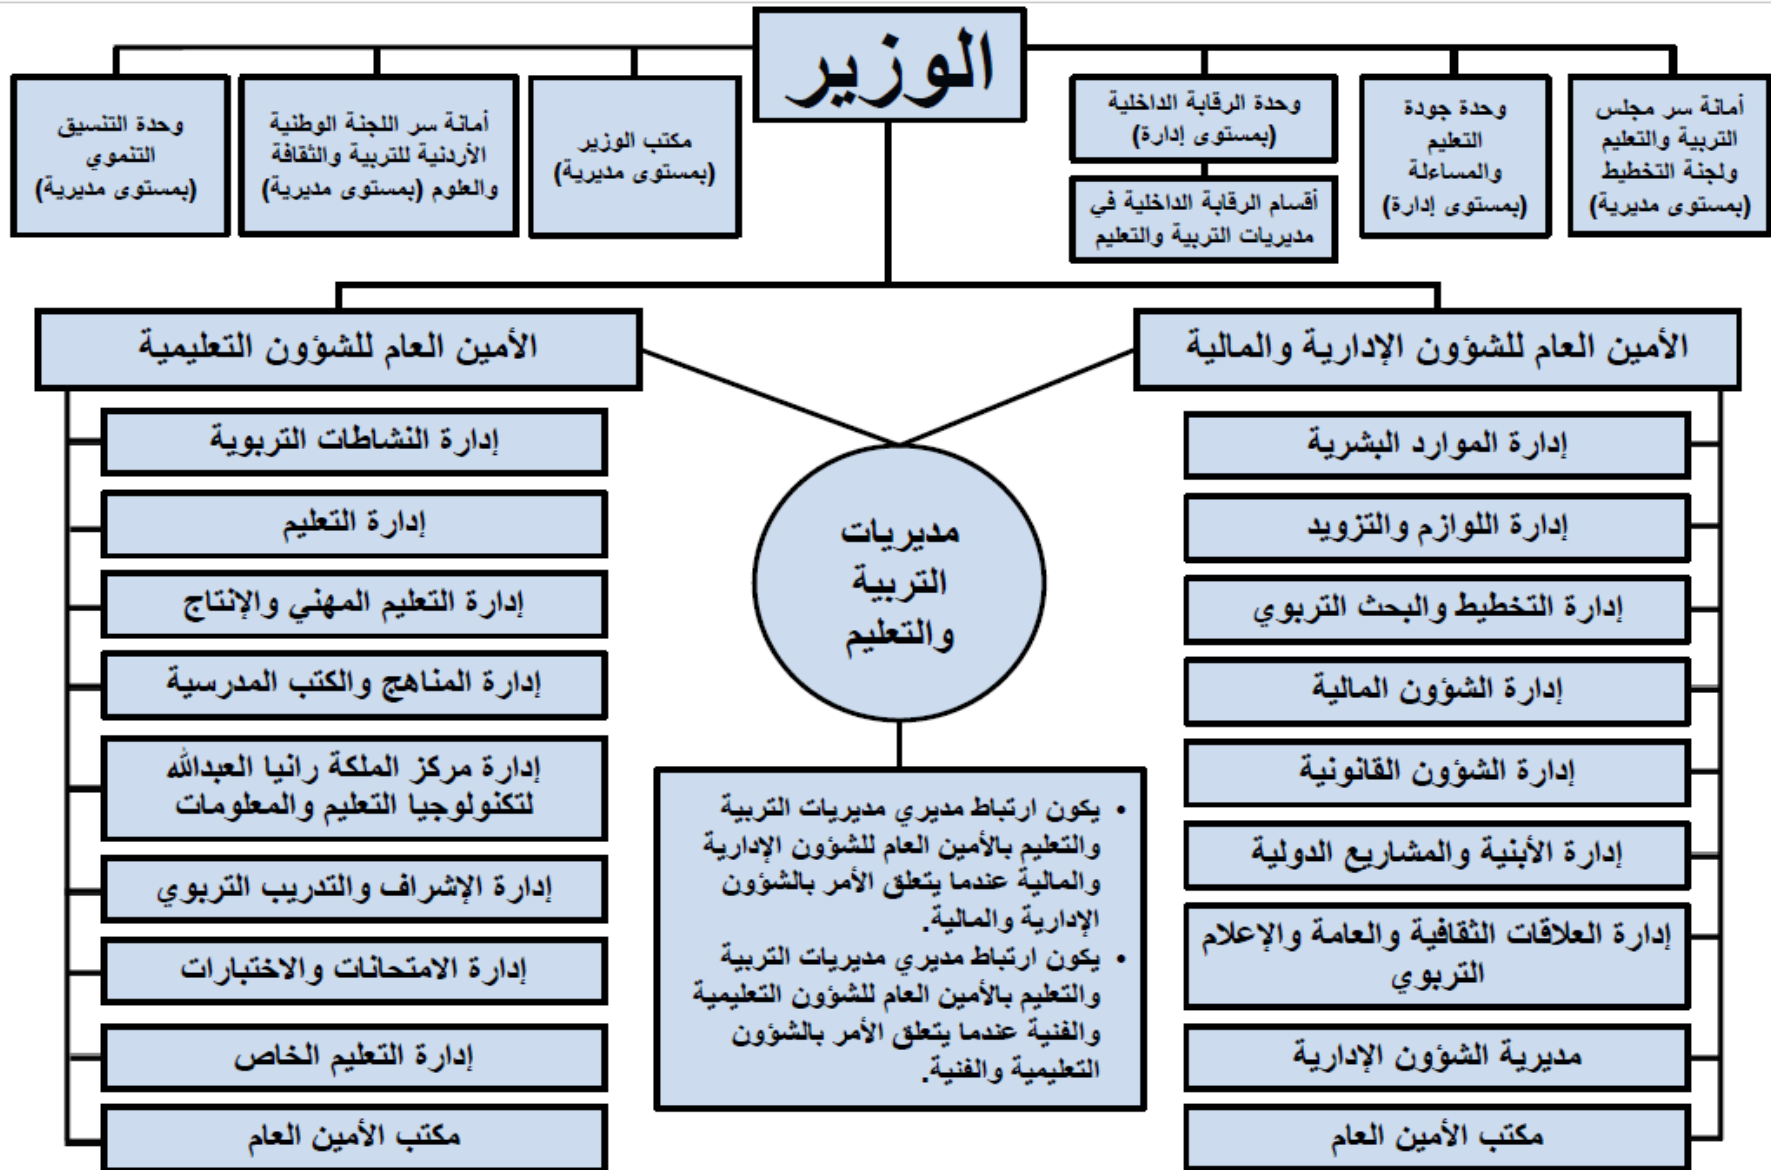 الوزير
أمانة سر مجلس
التربية والتعليم
ولجنة التخطيط
(بمستوى مديرية)
وحدة جودة
التعليم
والمساءلة
(بمستوى إدارة)
وحدة الرقابة الداخلية
(بمستوى إدارة)
أقسام الرقابة الداخلية في
مديريات التربية والتعليم
مكتب الوزير
(بمستوى مديرية)
أمانة سر اللجنة الوطنية
الأردنية للتربية والثقافة
والعلوم (بمستوى مديرية)
وحدة التنسيق
التنموي
(بمستوى مديرية)
الأمين العام للشؤون الإدارية والمالية
إدارة الموارد البشرية
إدارة اللوازم والتزويد
إدارة التخطيط والبحث التربوي
إدارة الشؤون المالية
إدارة الشؤون القانونية
إدارة الأبنية والمشاريع الدولية
إدارة العلاقات الثقافية والعامة والإعلام
التربوي
مديرية الشؤون الإدارية
مكتب الأمين العام
مديريات
التربية
والتعليم
• يكون ارتباط مديري مديريات التربية
والتعليم بالأمين العام للشؤون الإدارية
والمالية عندما يتعلق الأمر بالشؤون
الإدارية والمالية.
• يكون ارتباط مديري مديريات التربية
والتعليم بالأمين العام للشؤون التعليمية
والفنية عندما يتعلق الأمر بالشؤون
التعليمية والفنية.
الأمين العام للشؤون التعليمية
إدارة النشاطات التربوية
إدارة التعليم
إدارة التعليم المهني والإنتاج
إدارة المناهج والكتب المدرسية
إدارة مركز الملكة رانيا العبدالله
لتكنولوجيا التعليم والمعلومات
إدارة الإشراف والتدريب التربوي
إدارة الامتحانات والاختبارات
إدارة التعليم الخاص
مكتب الأمين العام